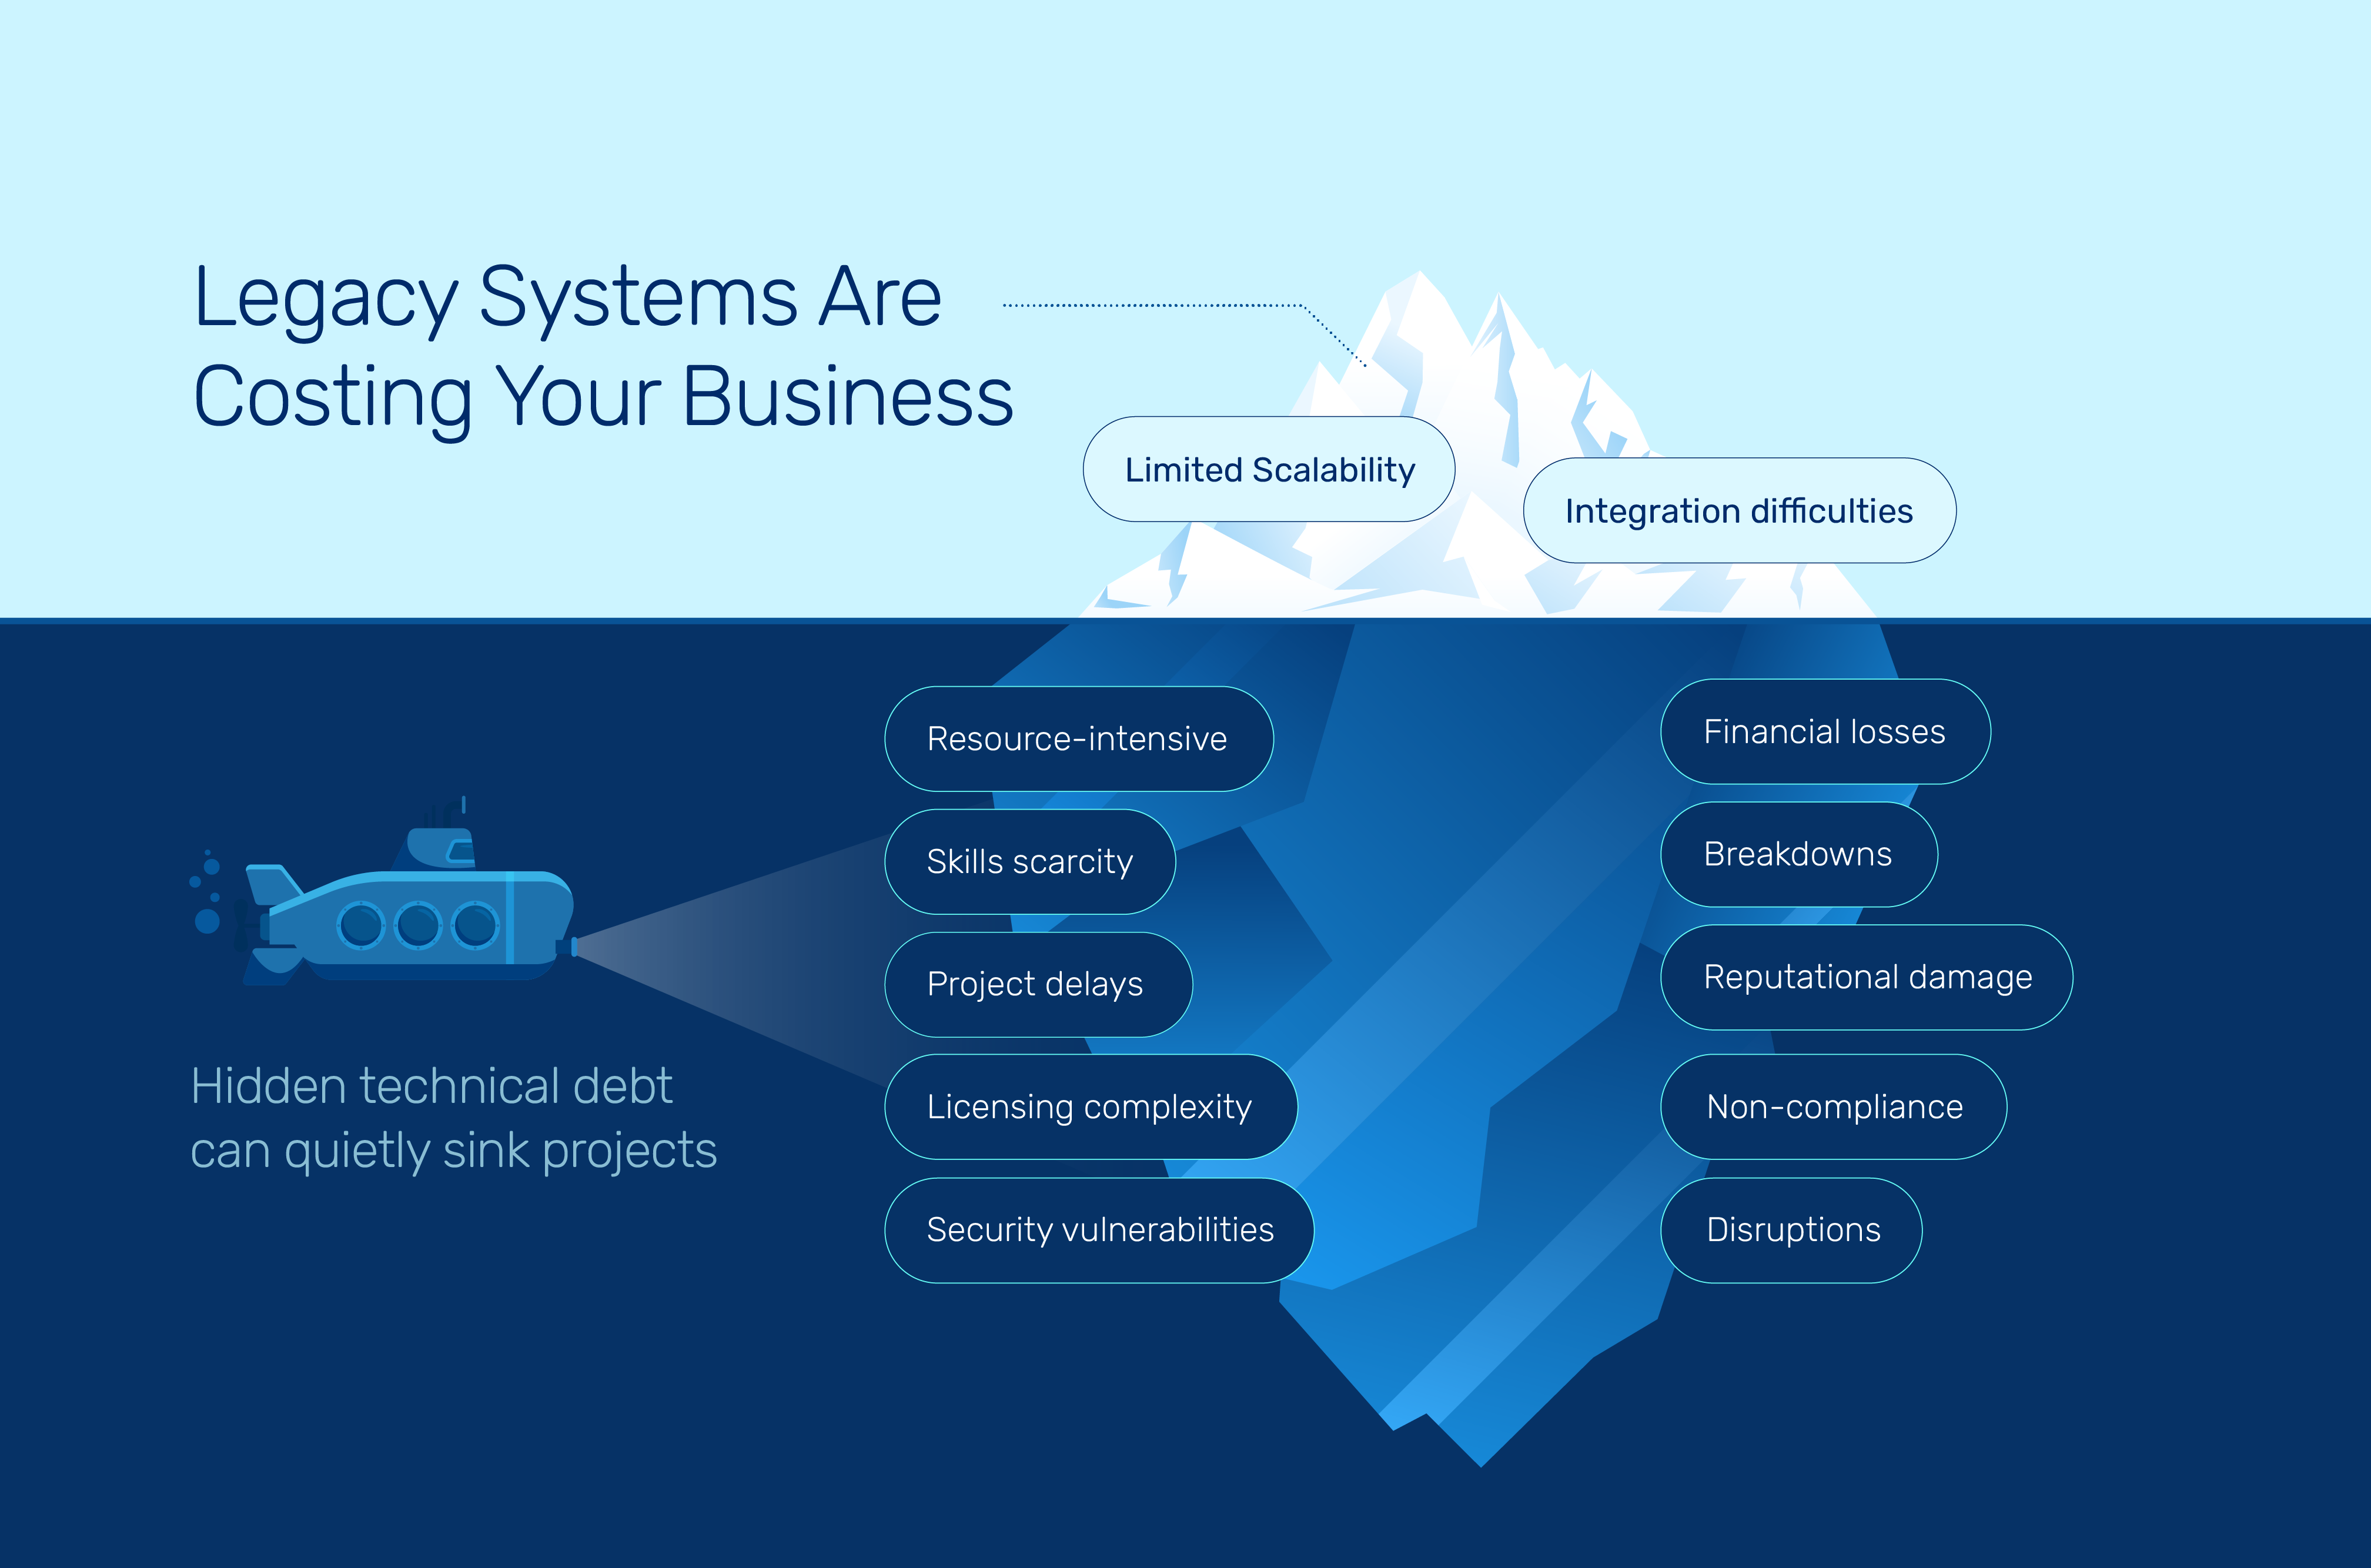 Legacy Systems Are
Costing Your Business
Limited Scalability
Integration difficulties
Resource-intensive
Skills scarcity
Project delays
Licensing complexity
Security vulnerabilities
Financial losses
Breakdowns
Reputational damage
Non-compliance
Disruptions
Hidden technical debt
can quietly sink projects